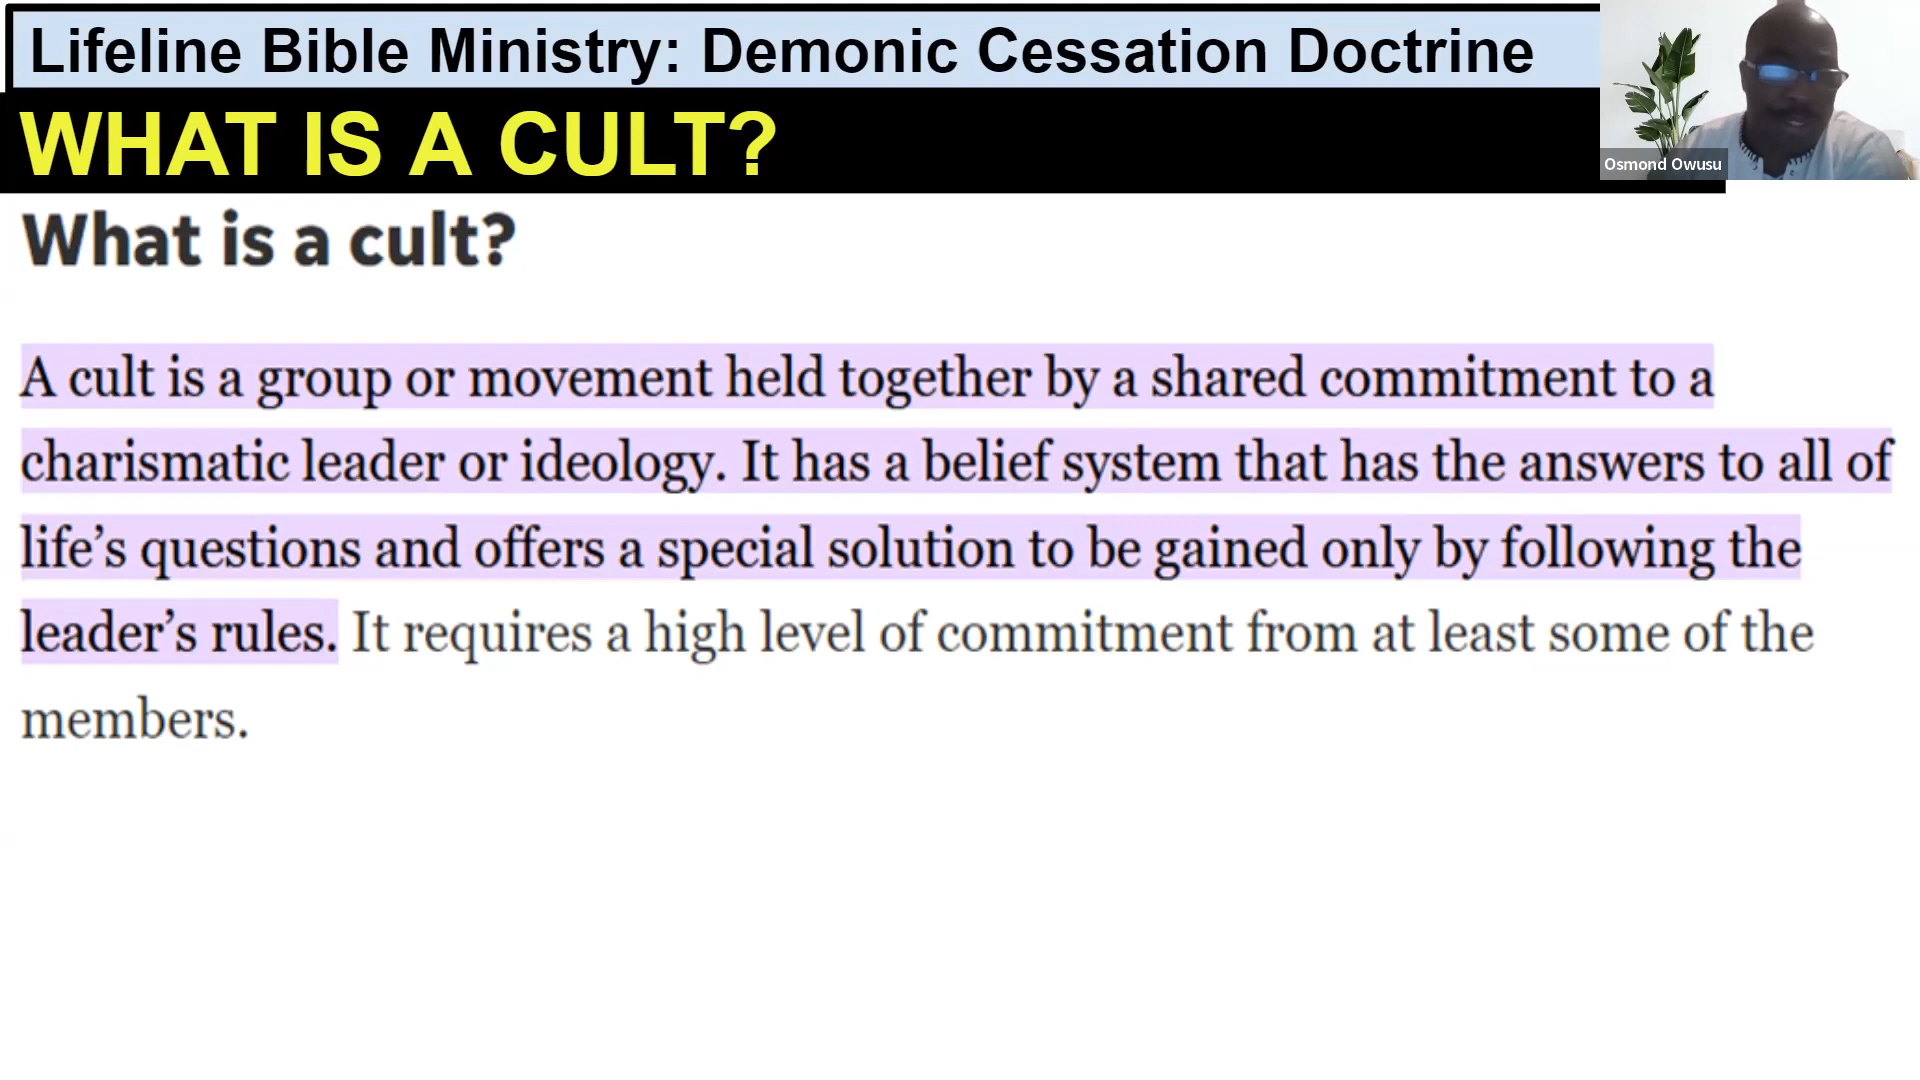 Lifeline Bible Ministry: Demonic Cessation Doctrine
WHAT IS A CULT?
Osmond Owusu
What is a cult?
A cult is a group or movement held together by a shared commitment to a
charismatic leader or ideology. It has a belief system that has the answers to all of
life’s questions and offers a special solution to be gained only by following the
leader’s rules. It requires a high level of commitment from at least some of the
members.